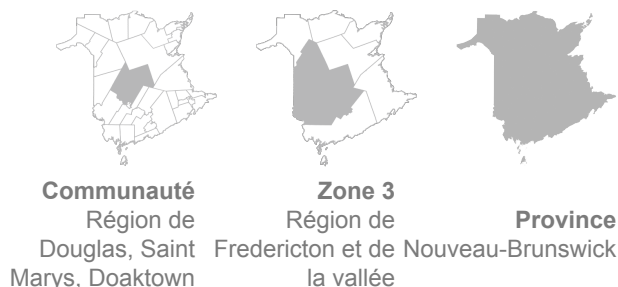 Communauté
Région de
Douglas, Saint
Marys, Doaktown
Zone 3
Région de
Fredericton et de
la vallée
Province
Nouveau-Brunswick